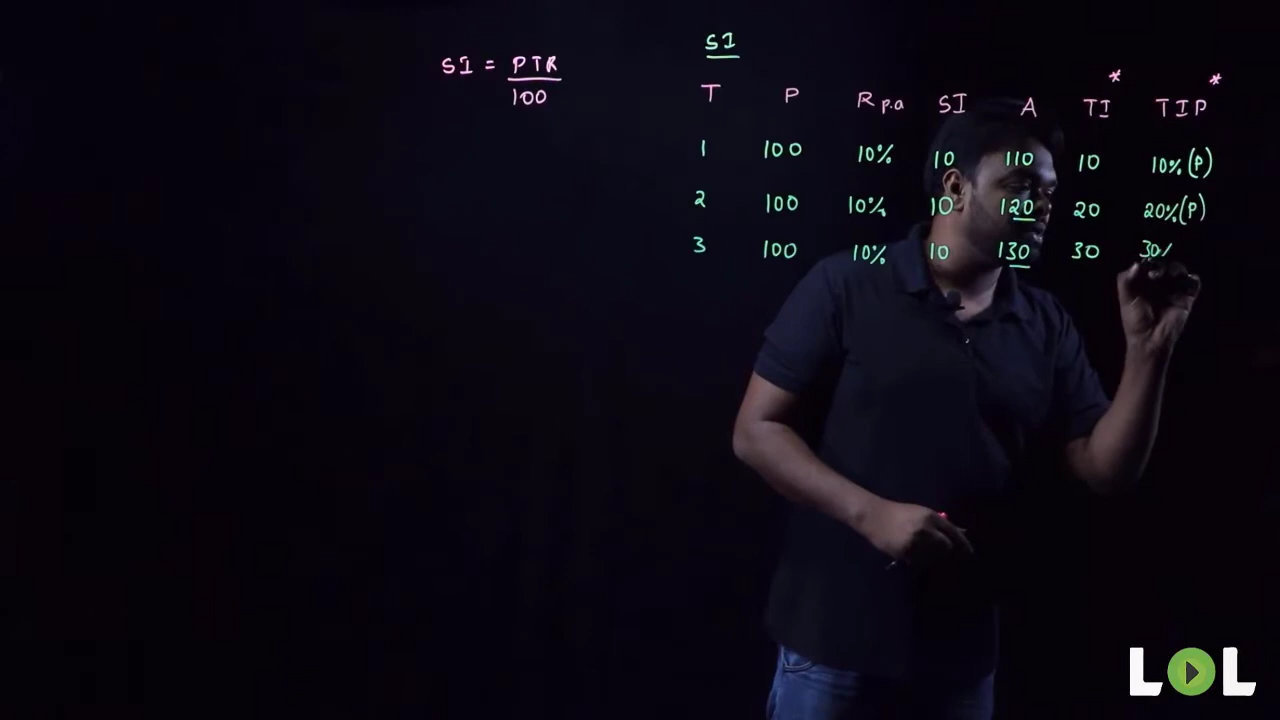 SI
SI = PTR
100
T P R p.a SI A TI* TIP*
1 100 10% 10 110 10 10% (P)
2 100 10% 10 120 20 20% (P)
3 100 10% 10 130 30 30%
LOL